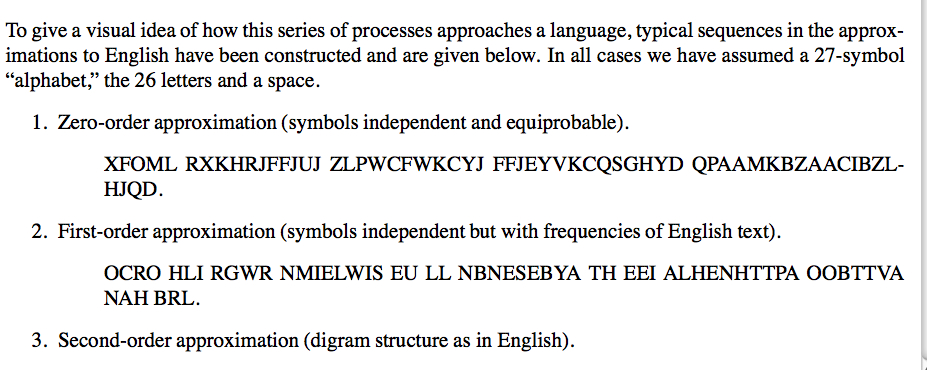 To give a visual idea of how this series of processes approaches a language, typical sequences in the approx-
imations to English have been constructed and are given below. In all cases we have assumed a 27-symbol
“alphabet,” the 26 letters and a space.
1. Zero-order approximation (symbols independent and equiprobable).
XFOML RXKHRJFFJUJ ZLPWCFWKCYJ FFJEYVKCQSGHYD QPAAMKBZAACIBZL-
HJQD.
2. First-order approximation (symbols independent but with frequencies of English text).
OCRO HLI RGWR NMIELWIS EU LL NBNESEBYA TH EEI ALHENHTTPA OOBTTVA
NAH BRL.
3. Second-order approximation (digram structure as in English).